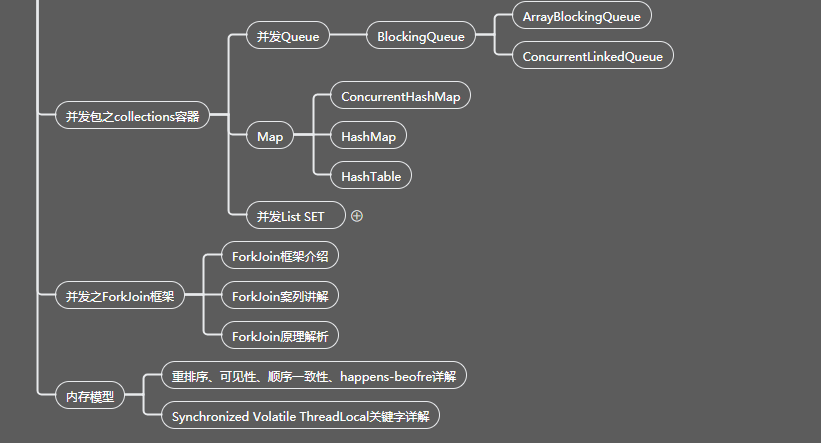 并发包之collections容器
并发Queue
BlockingQueue
ArrayBlockingQueue
ConcurrentLinkedQueue
Map
ConcurrentHashMap
HashMap
HashTable
并发List SET
并发之ForkJoin框架
ForkJoin框架介绍
ForkJoin案列讲解
ForkJoin原理解析
内存模型
重排序、可见性、顺序一致性、happens-beofre详解
Synchronized Volatile ThreadLocal关键字详解